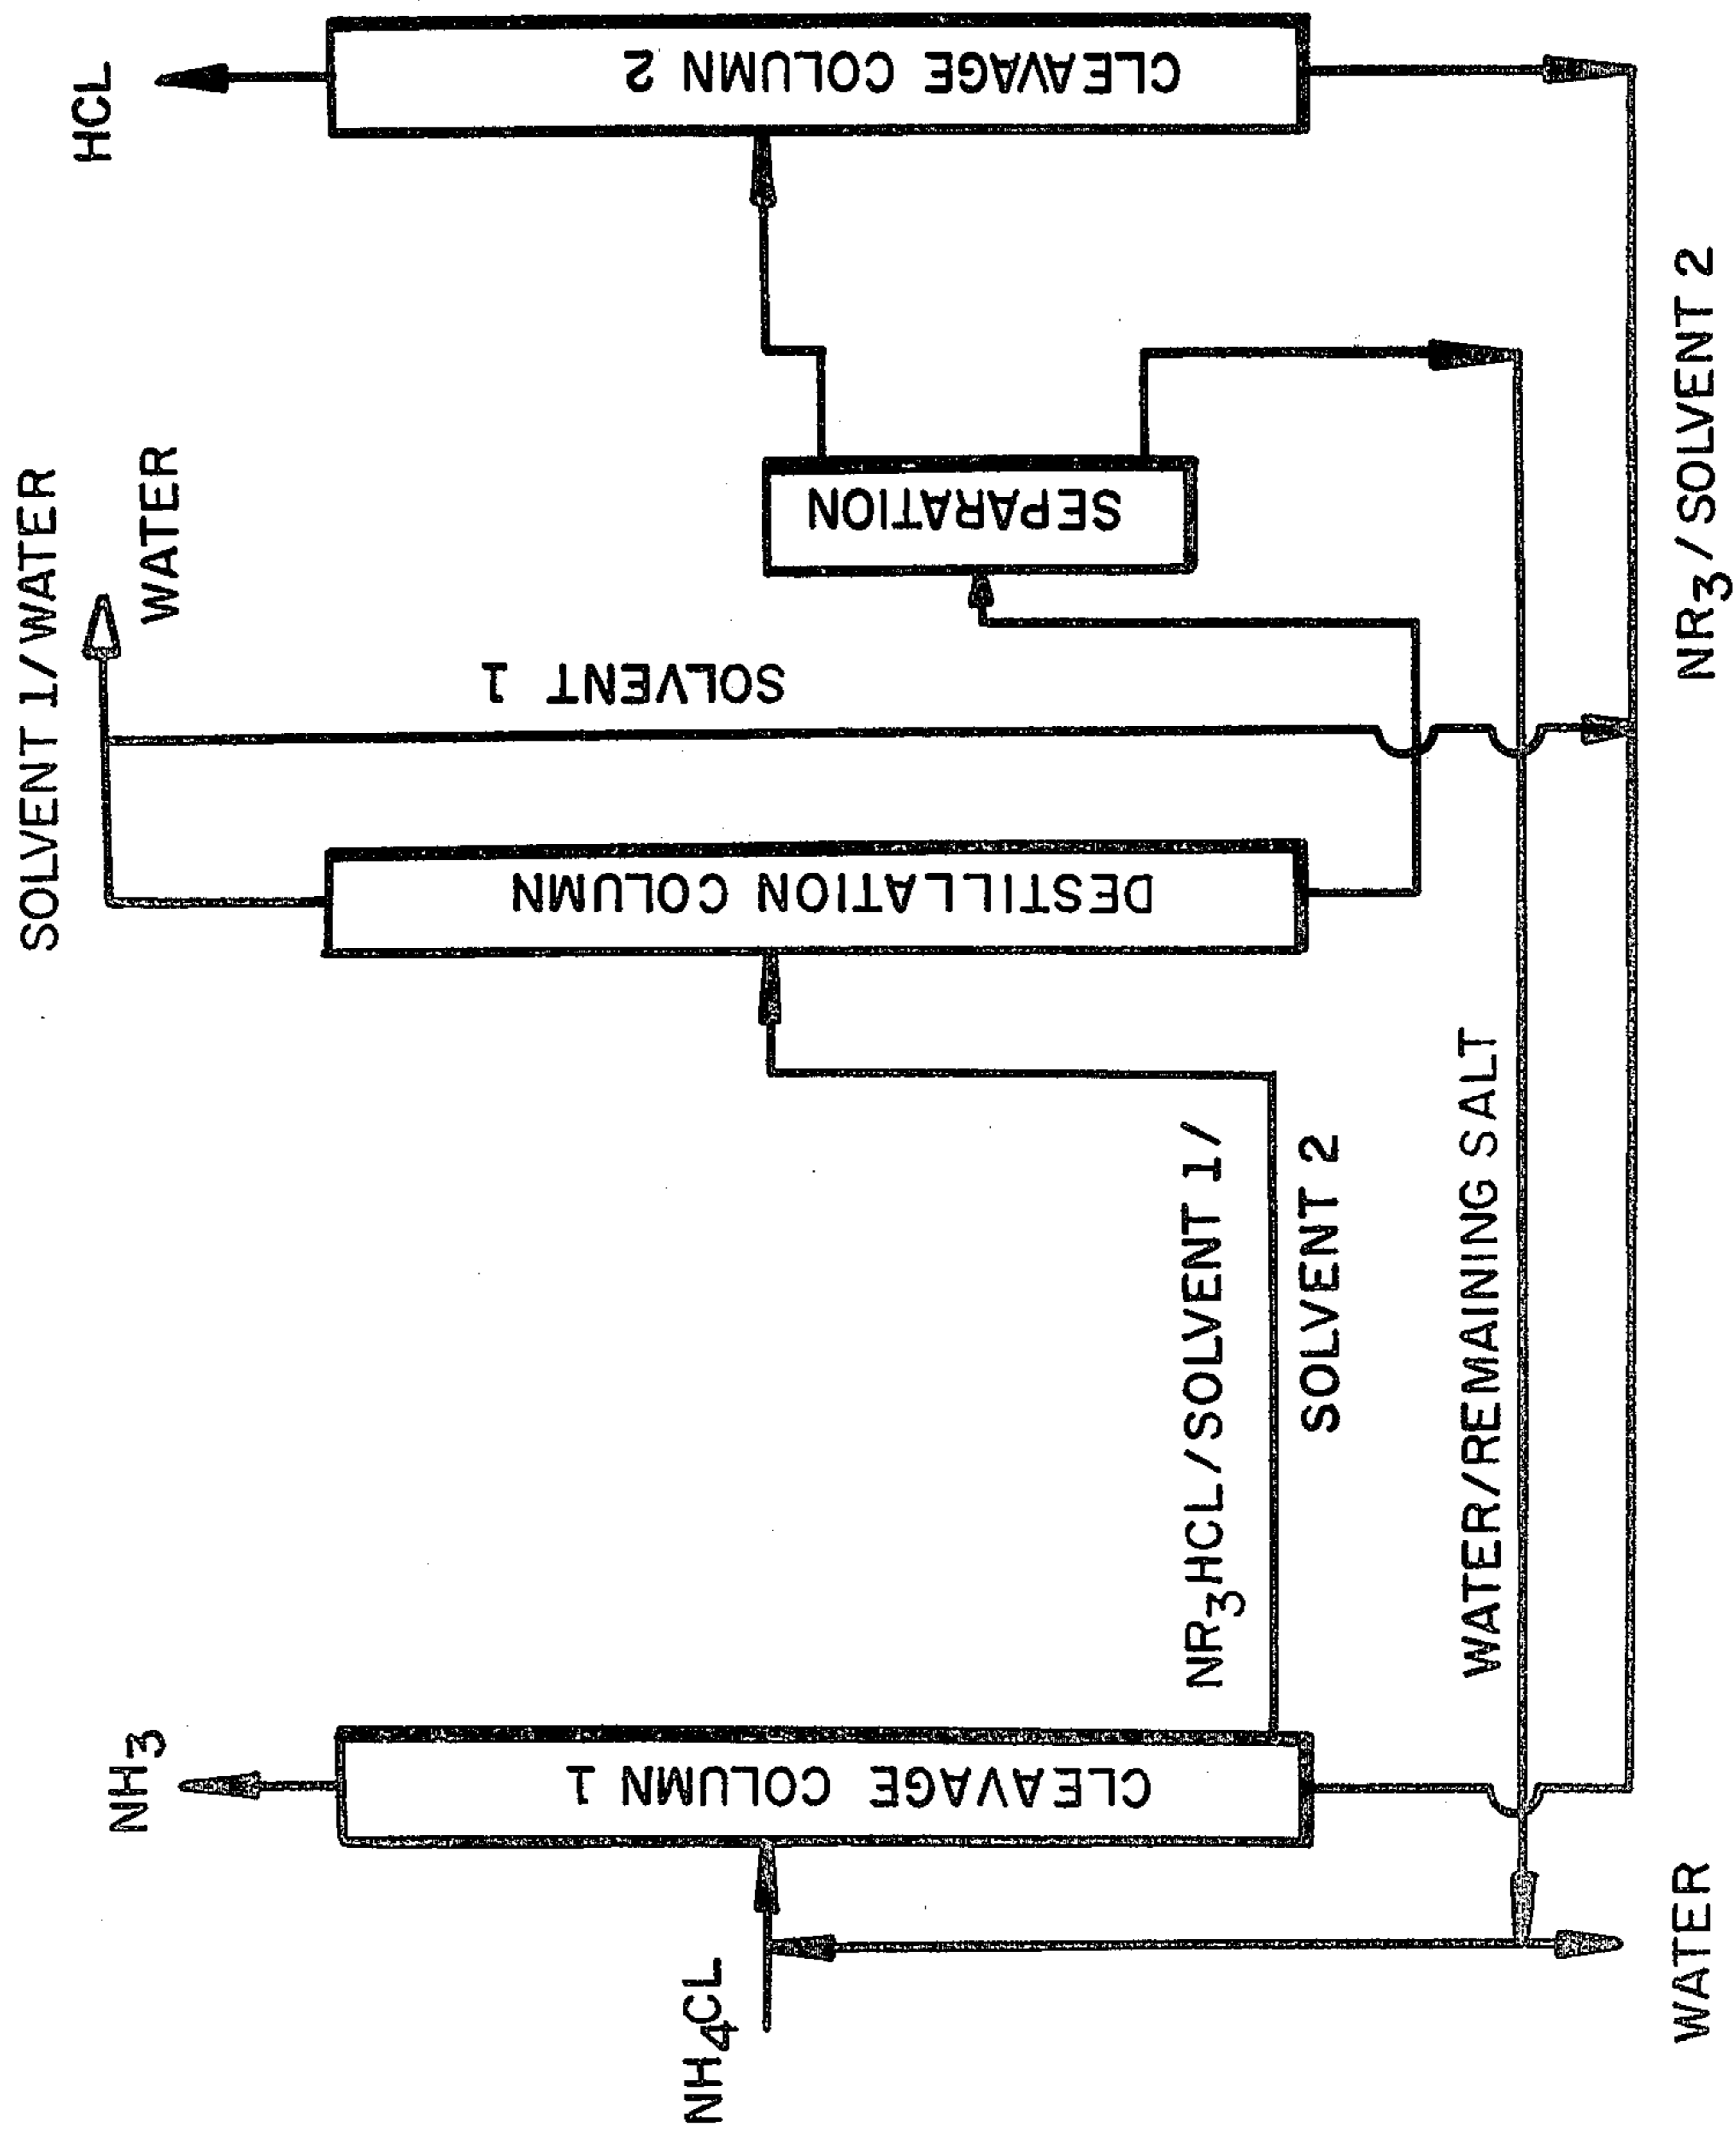 NH3
HCL
SOLVENT 1/WATER
WATER
SOLVENT 1
CLEAVAGE COLUMN 1
DESTILLATION COLUMN
SEPARATION
CLEAVAGE COLUMN 2
NH4CL
NR3HCL/SOLVENT 1/
SOLVENT 2
WATER/REMAINING SALT
WATER
NR3/SOLVENT 2